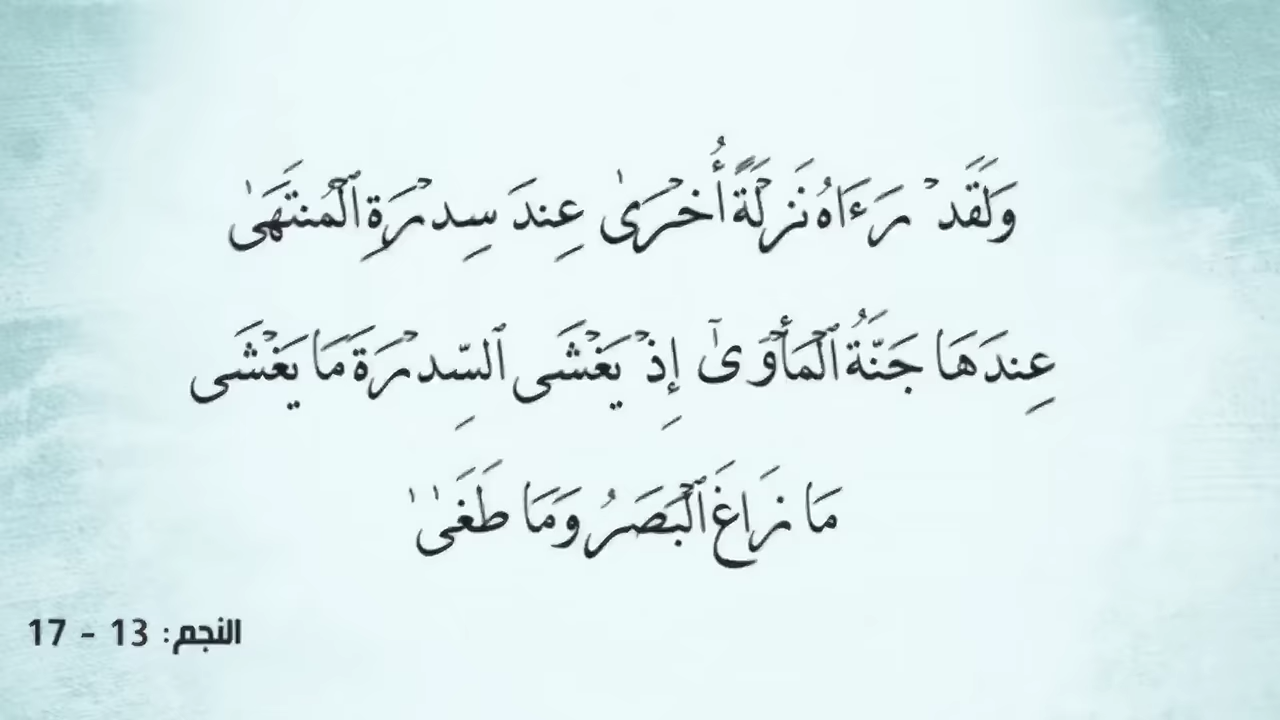 وَلَقَدۡ رَءَاهُ نَزۡلَةً أُخۡرَىٰ عِندَ سِدۡرَةِ ٱلۡمُنتَهَىٰ
عِندَهَا جَنَّةُ ٱلۡمَأۡوَىٰٓ إِذۡ يَغۡشَى ٱلسِّدۡرَةَ مَا يَغۡشَى
مَا زَاغَ ٱلۡبَصَرُ وَمَا طَغَىٰ
النجم: 13 - 17